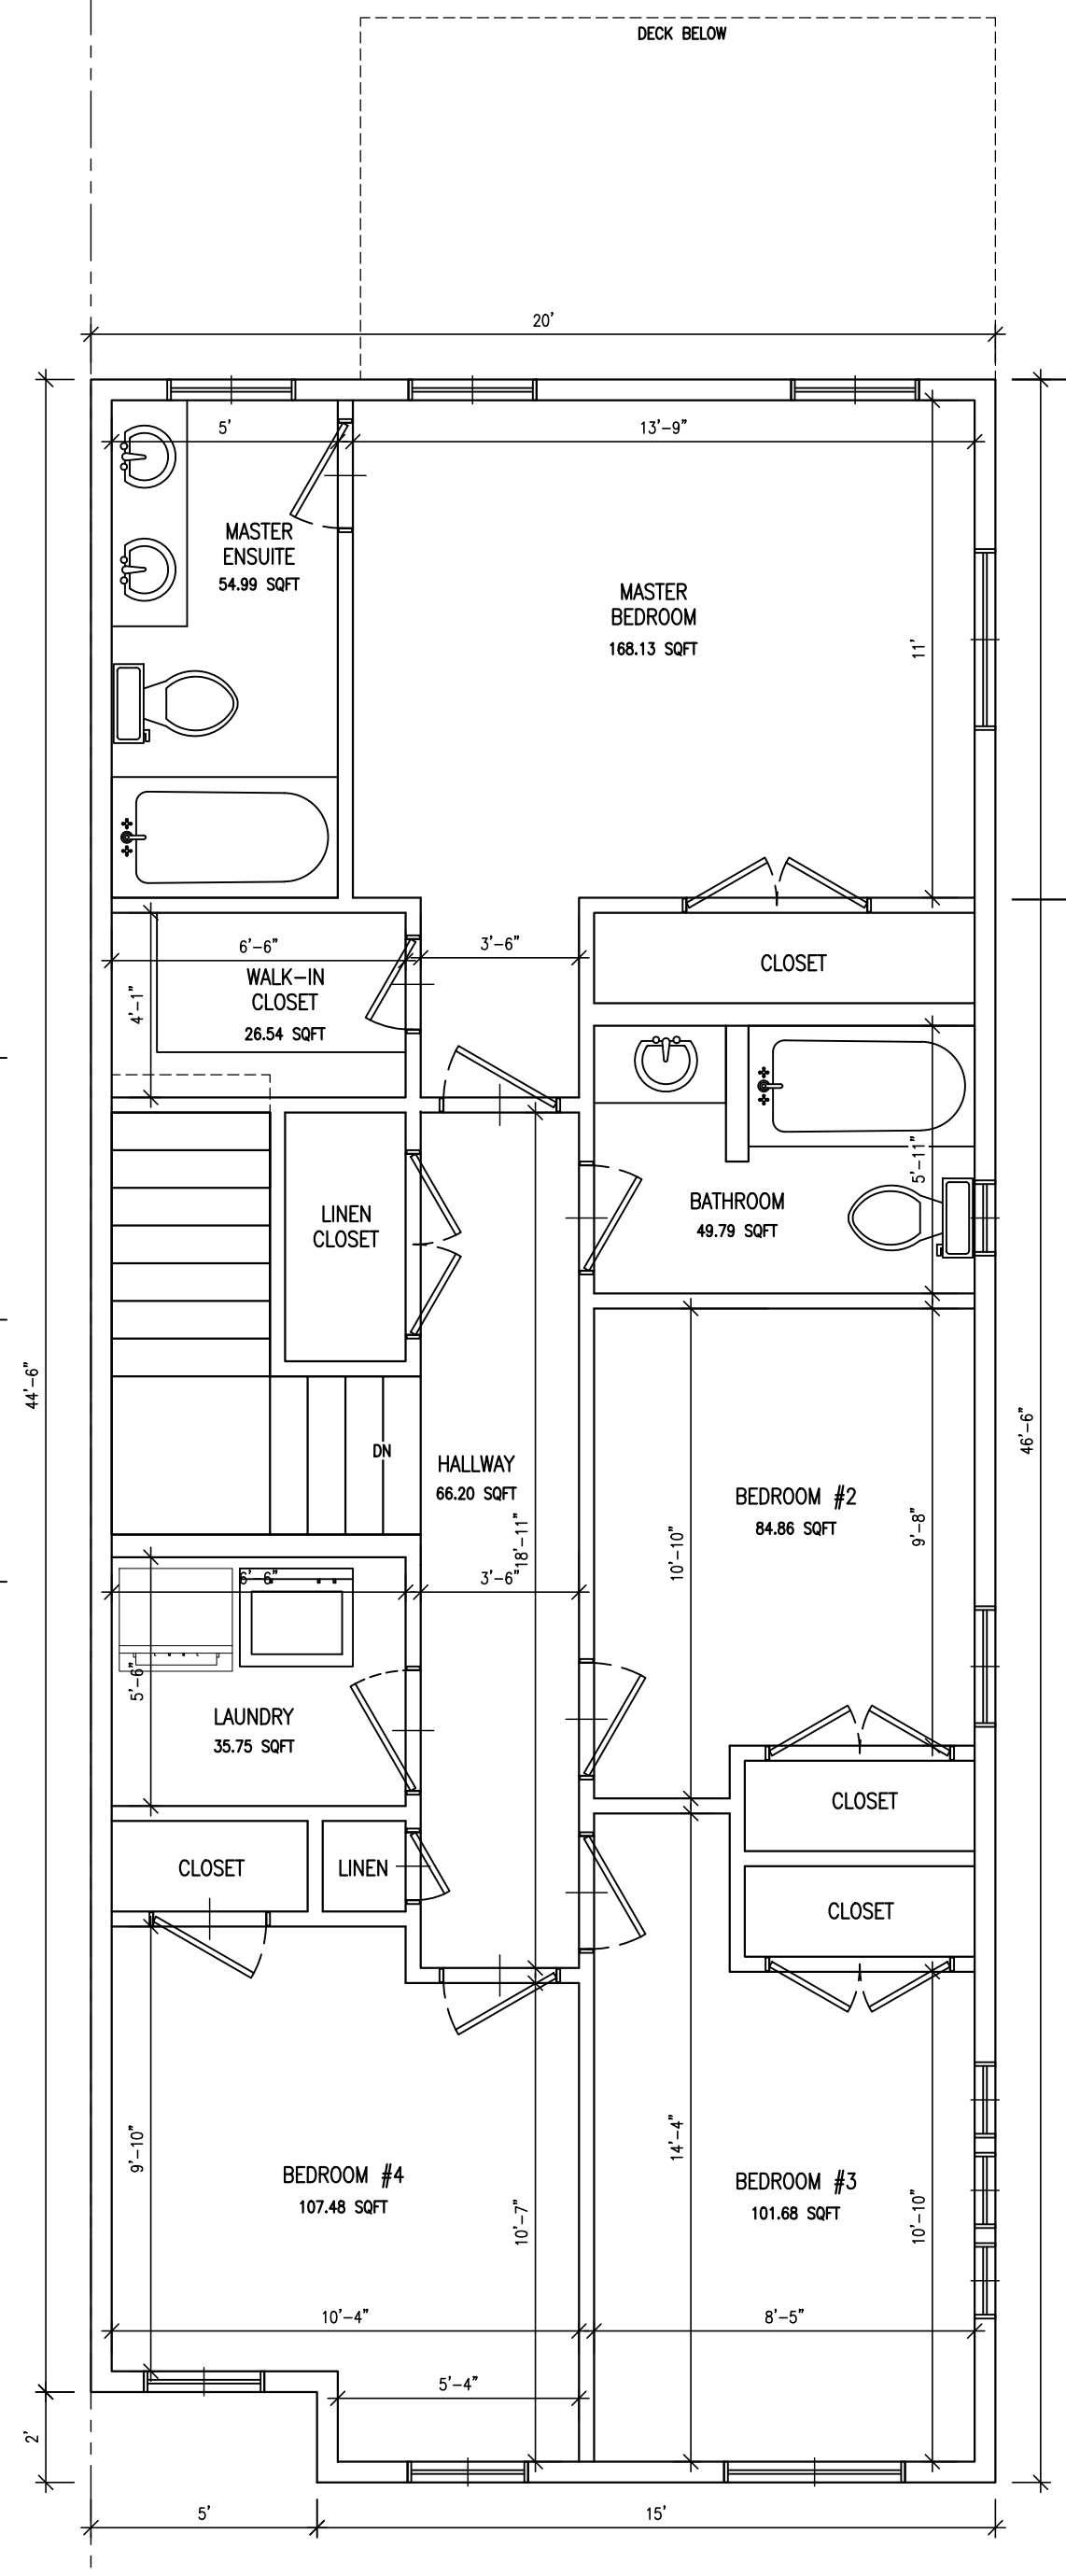 DECK BELOW
20'
5'
13'-9"
MASTER
ENSUITE
54.99 SQFT
MASTER
BEDROOM
168.13 SQFT
11'
6'-6"
3'-6"
WALK-IN
CLOSET
26.54 SQFT
4'-1"
CLOSET
5'-11"
BATHROOM
49.79 SQFT
LINEN
CLOSET
44'-6"
46'-6"
DN
HALLWAY
66.20 SQFT
18'-11"
BEDROOM #2
84.86 SQFT
10'-10"
9'-8"
6'-6"
3'-6"
5'-6"
LAUNDRY
35.75 SQFT
CLOSET
CLOSET
LINEN
CLOSET
9'-10"
BEDROOM #4
107.48 SQFT
10'-7"
14'-4"
BEDROOM #3
101.68 SQFT
10'-10"
10'-4"
8'-5"
5'-4"
2'
5'
15'